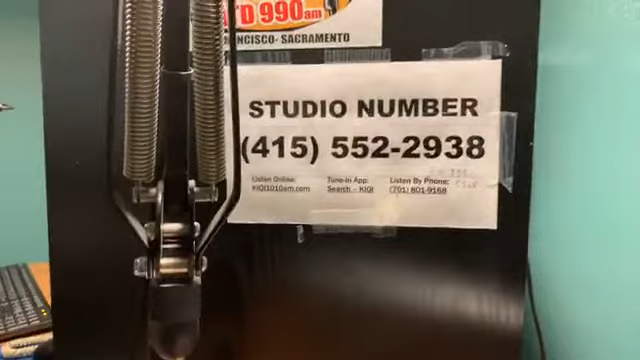 D 990am
NCISCO - SACRAMENTO
STUDIO NUMBER
(415) 552-2938
Listen Online: Tune-in App: Listen By Phone:
KIQI1010am.com Search - KIQI (701) 801-9168